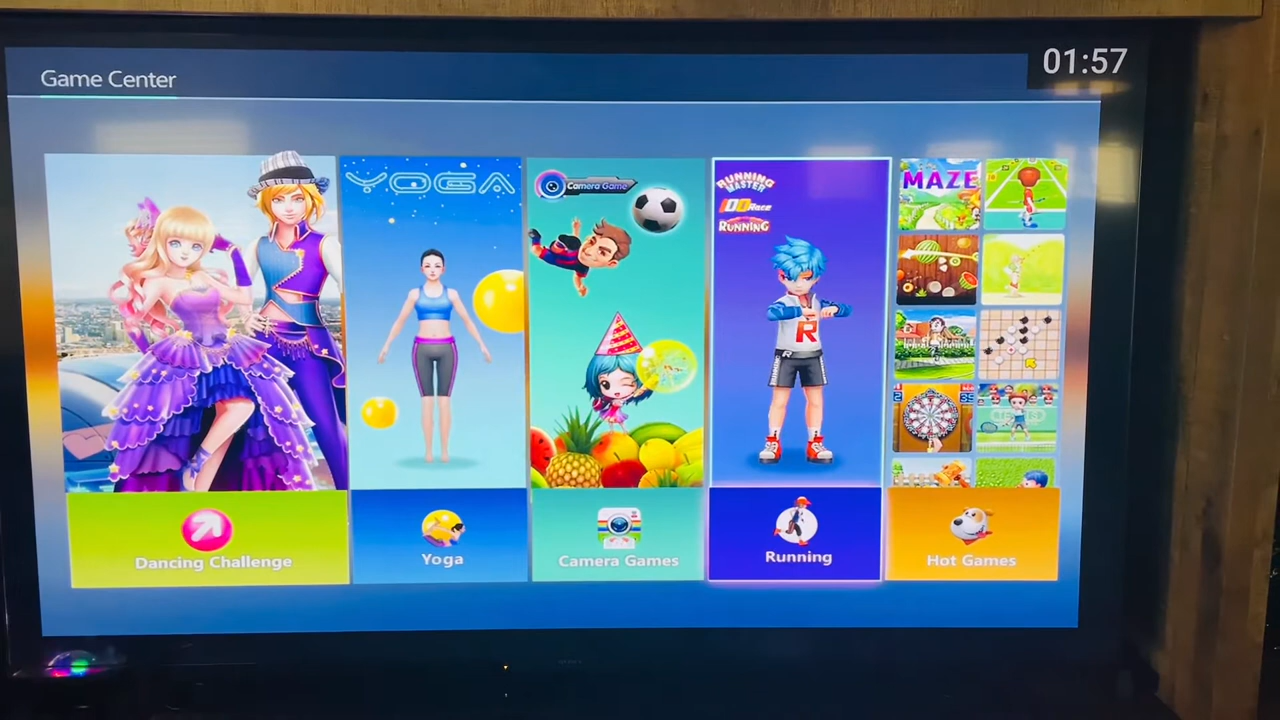 Game Center
01:57
YOGA
Camera Game
RUNNING
MASTER
100 Race
RUNNING
R
R
MAZE
Dancing Challenge
Yoga
Camera Games
Running
Hot Games